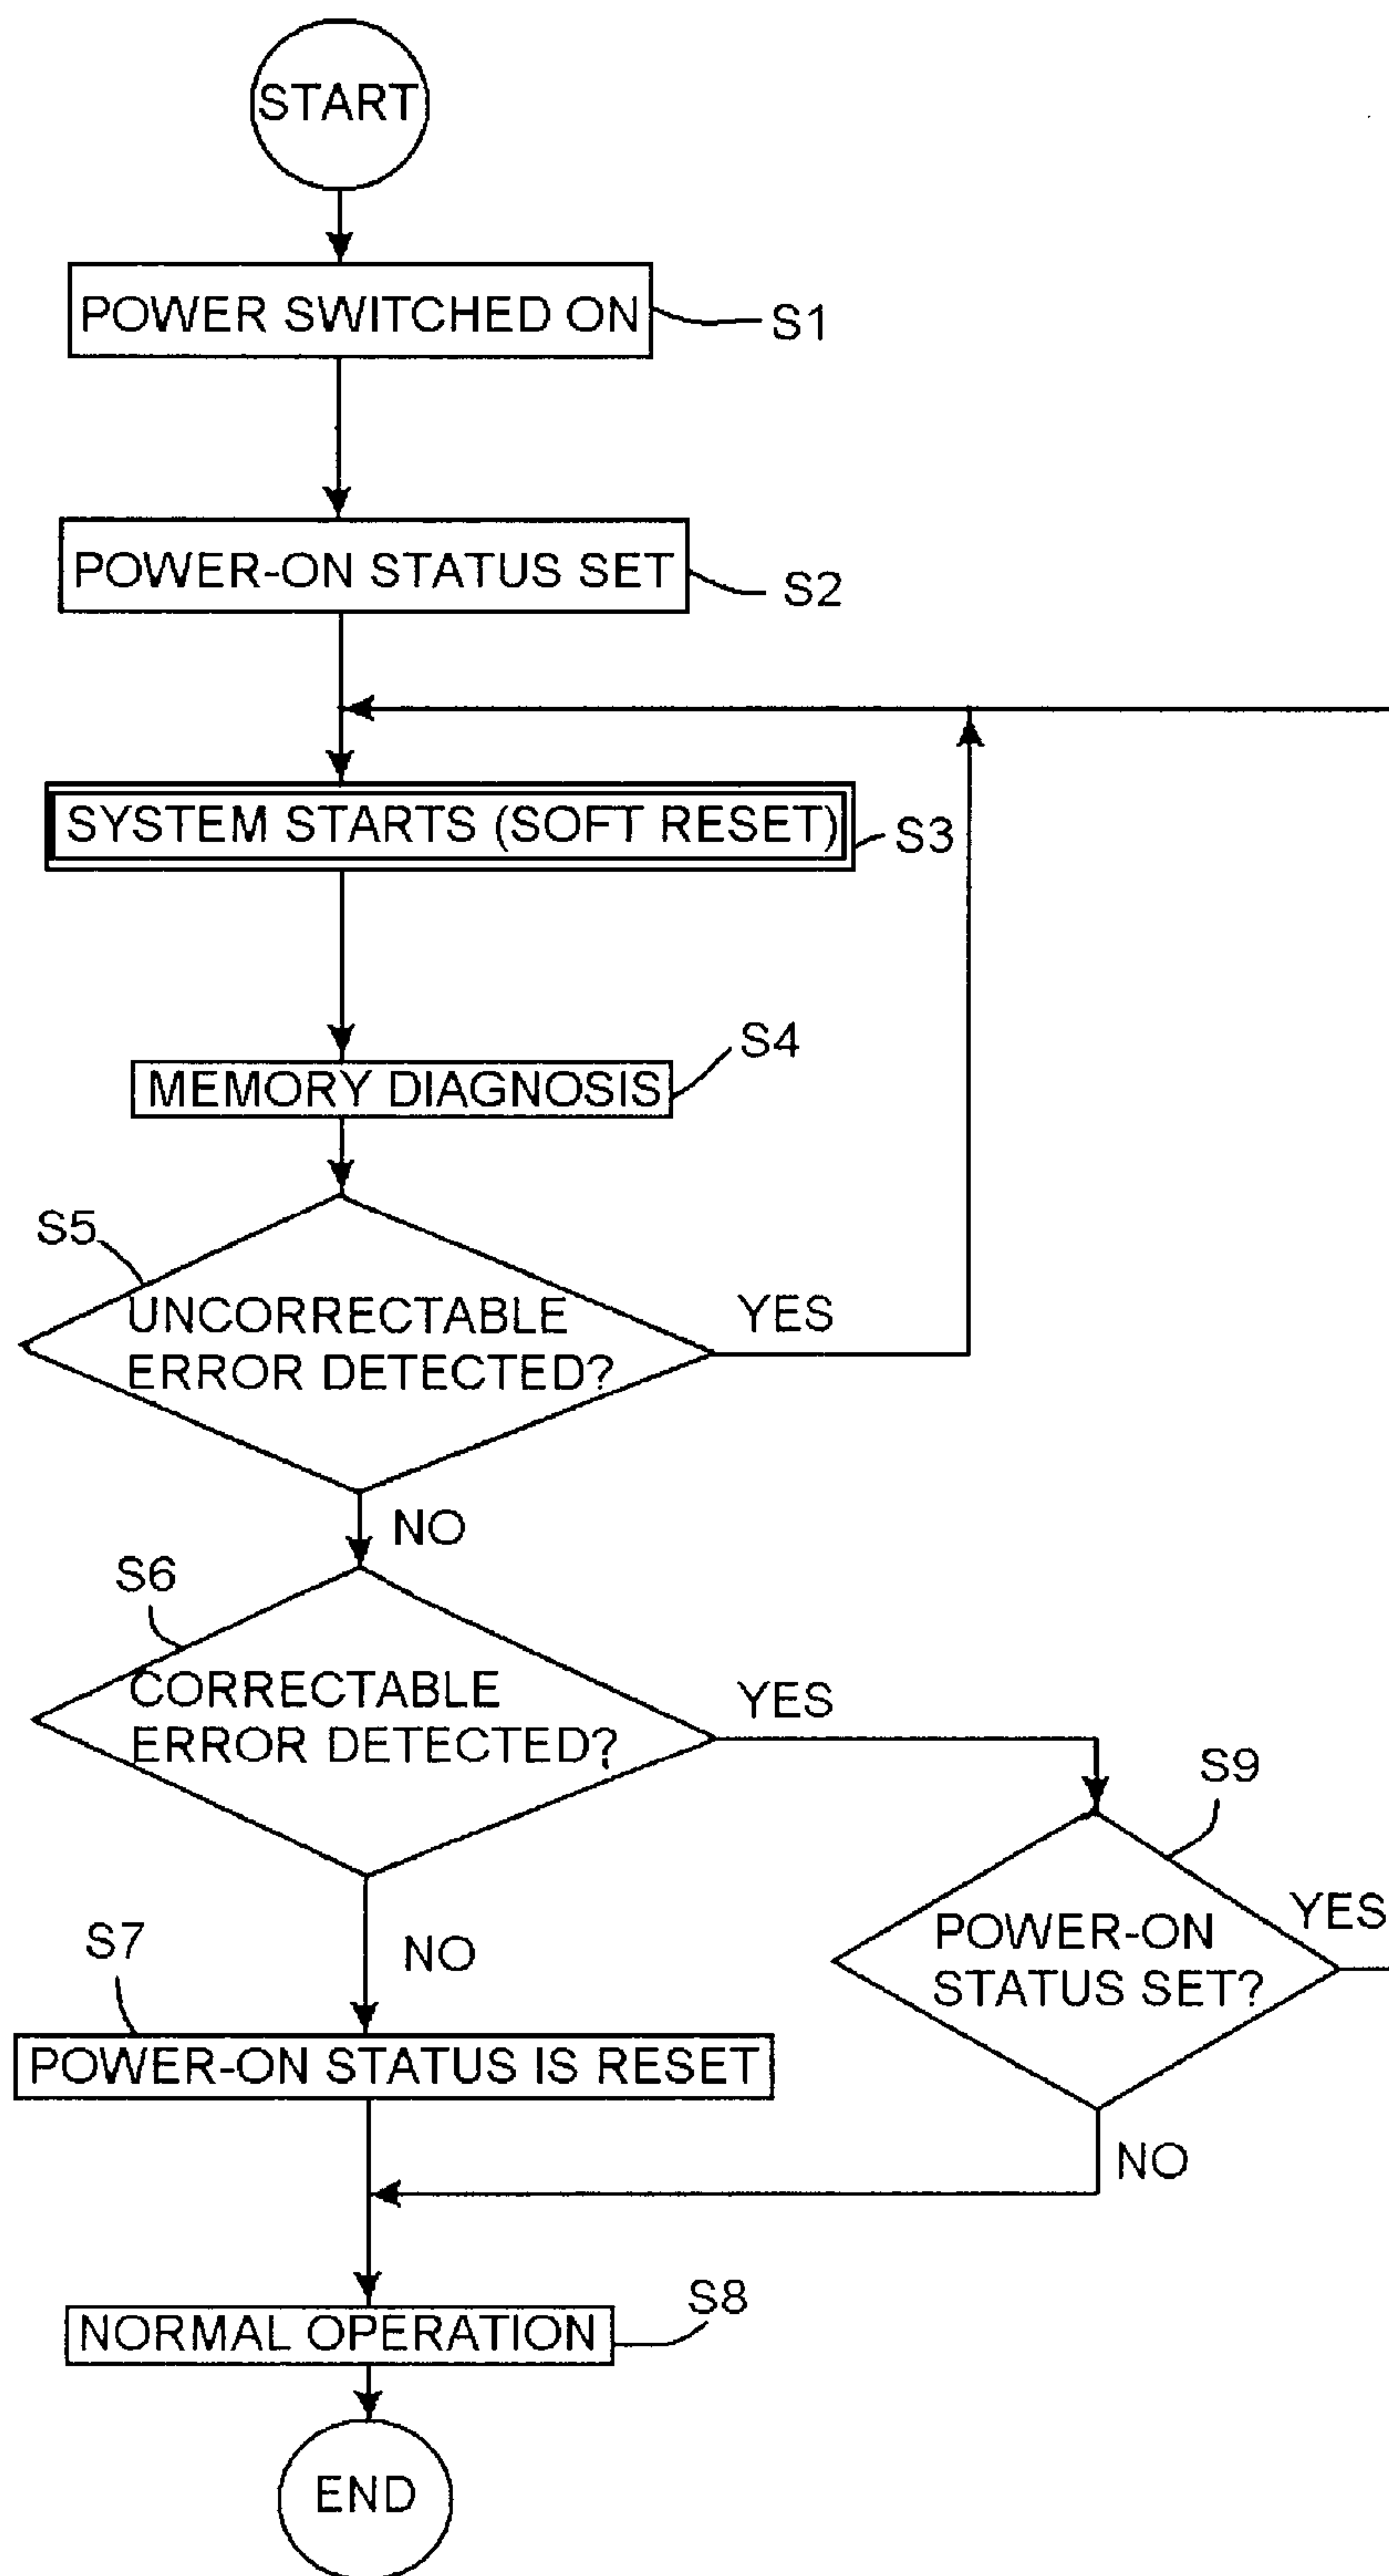 START
POWER SWITCHED ON
S1
POWER-ON STATUS SET
S2
SYSTEM STARTS (SOFT RESET)
S3
S4
MEMORY DIAGNOSIS
S5
UNCORRECTABLE
ERROR DETECTED?
YES
NO
S6
CORRECTABLE
ERROR DETECTED?
YES
S9
POWER-ON
STATUS SET?
YES
NO
S7
POWER-ON STATUS IS RESET
NO
S8
NORMAL OPERATION
END